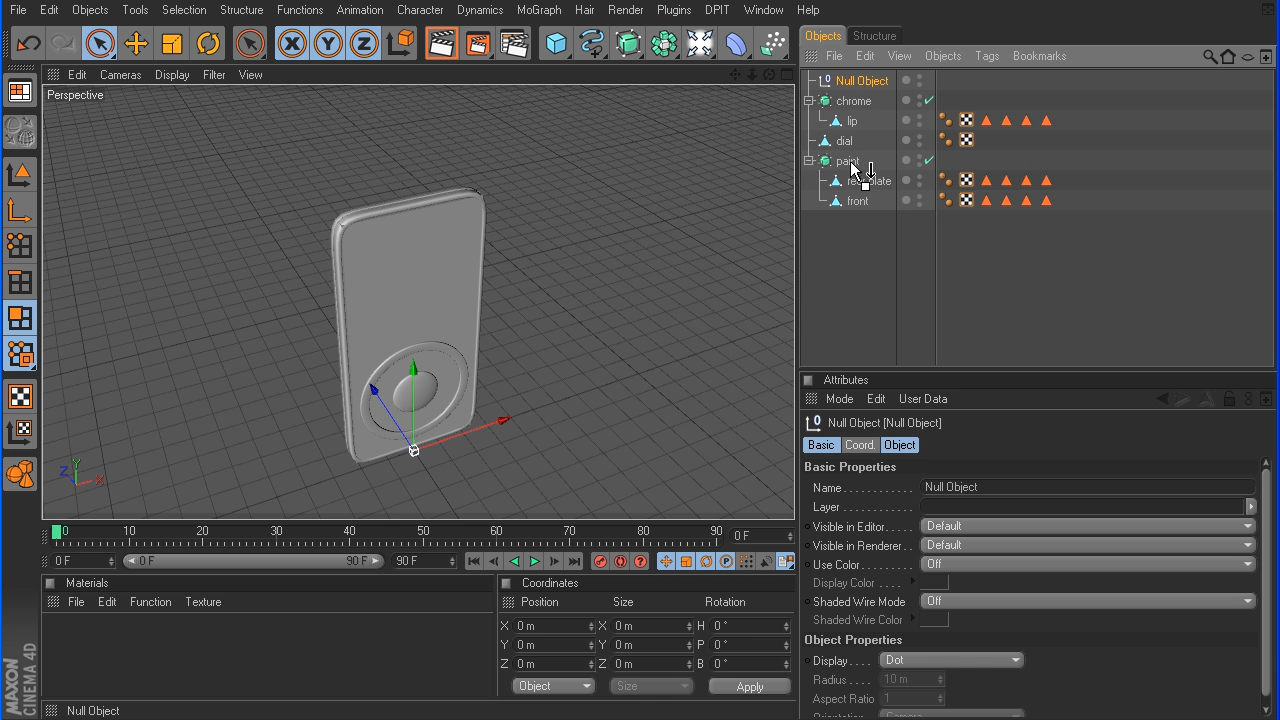 File Edit Objects Tools Selection Structure Functions Animation Character Dynamics MoGraph Hair Render Plugins DPIT Window Help
Objects Structure
File Edit View Objects Tags Bookmarks
Edit Cameras Display Filter View
Perspective
Null Object
chrome
lip
dial
paint
front
Attributes
Mode Edit User Data
Null Object [Null Object]
Basic Coord. Object
Basic Properties
Name Null Object
Layer
Visible in Editor Default
Visible in Renderer Default
Use Color Off
Display Color
Shaded Wire Mode Off
Shaded Wire Color
Object Properties
Display Dot
Radius 10 m
Aspect Ratio 1
Z Y X
0 10 20 30 40 50 60 70 80 90 0 F
0 F 0 F 90 F 90 F
Materials
File Edit Function Texture
Coordinates
Position Size Rotation
X 0 m X 0 m H 0 °
Y 0 m Y 0 m P 0 °
Z 0 m Z 0 m B 0 °
Object Size Apply
MAXON
CINEMA 4D
Null Object